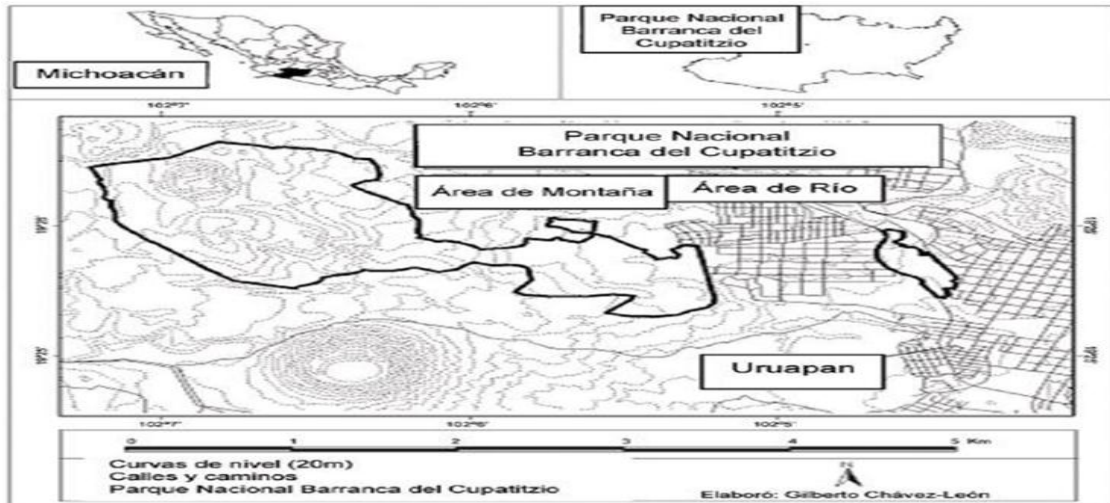 Michoacán
Parque Nacional
Barranca del
Cupatitzio
102°7'
102°6'
102°5'
Parque Nacional
Barranca del Cupatitzio
Área de Montaña
Área de Río
Uruapan
102°7'
102°6'
102°5'
0 1 2 3 4 5 Km
Curvas de nivel (20m)
Calles y caminos
Parque Nacional Barranca del Cupatitzio
N
Elaboró: Gilberto Chávez-León